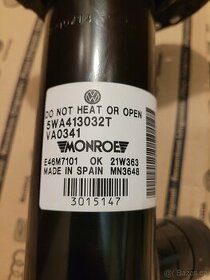 DO NOT HEAT OR OPEN
5WA413032T
VA0341
MONROE
E46M7101 OK 21W363
MADE IN SPAIN MN3648
3015147